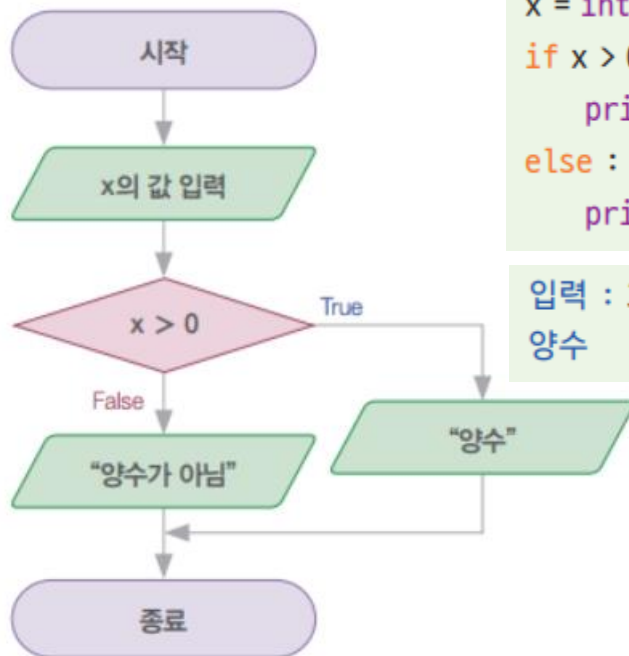 시작
x의 값 입력
x > 0
True
False
"양수가 아님"
"양수"
종료
x = int
if x >
else :
입력 :
양수